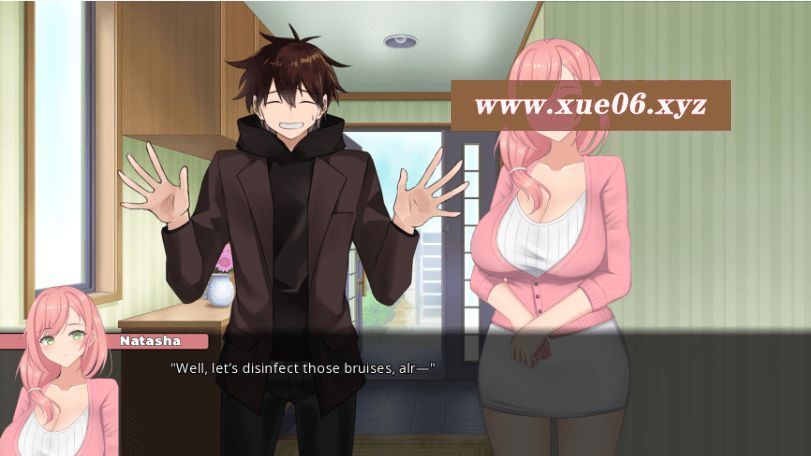 www.xue06.xyz
Natasha
"Well, let's disinfect those bruises, alr—"